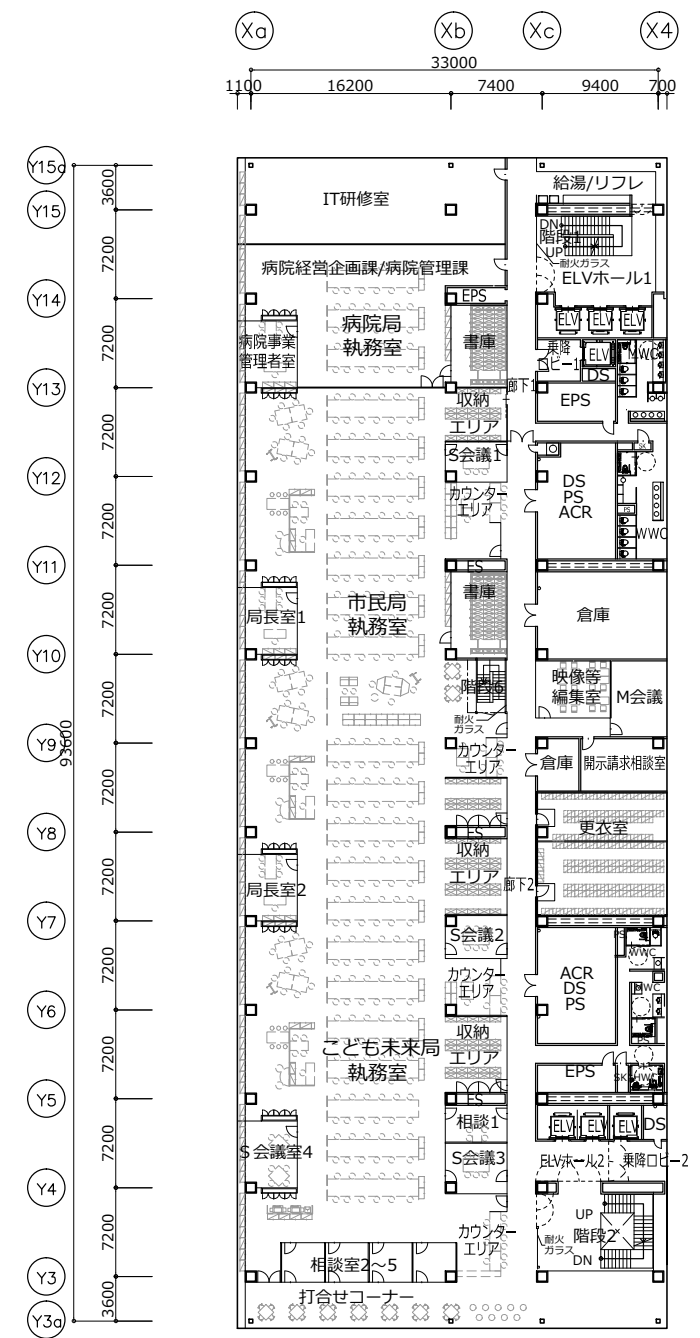 Xa
Xb
Xc
X4
33000
1100
16200
7400
9400
700
Y15a
3600
Y15
7200
Y14
7200
Y13
7200
Y12
7200
Y11
7200
Y10
7200
93600
Y9
7200
Y8
7200
Y7
7200
Y6
7200
Y5
7200
Y4
7200
Y3
3600
Y3a
IT研修室
給湯/リフレ
DN
階段1
UP
耐火ガラス
ELVホール1
病院経営企画課/病院管理課
EPS
病院局
執務室
ELV
ELV
ELV
病院事業
管理者室
書庫
乗降
ロビー1
ELV
MWC
DS
廊下1
収納
エリア
EPS
S会議1
SK
カウンター
エリア
DS
PS
ACR
PS
WWC
ES
書庫
局長室1
市民局
執務室
倉庫
階段6
映像等
編集室
M会議
耐火
ガラス
カウンター
エリア
倉庫
開示請求相談室
ES
更衣室
収納
エリア
局長室2
廊下2
S会議2
PS
WWC
カウンター
エリア
ACR
DS
PS
MWC
収納
エリア
PS
こども未来局
執務室
EPS
SK
HWC
ES
相談1
ELV
ELV
ELV
DS
S会議室4
S会議3
ELVホール2
乗降ロビー2
UP
カウンター
エリア
耐火
ガラス
階段2
DN
相談室2～5
打合せコーナー